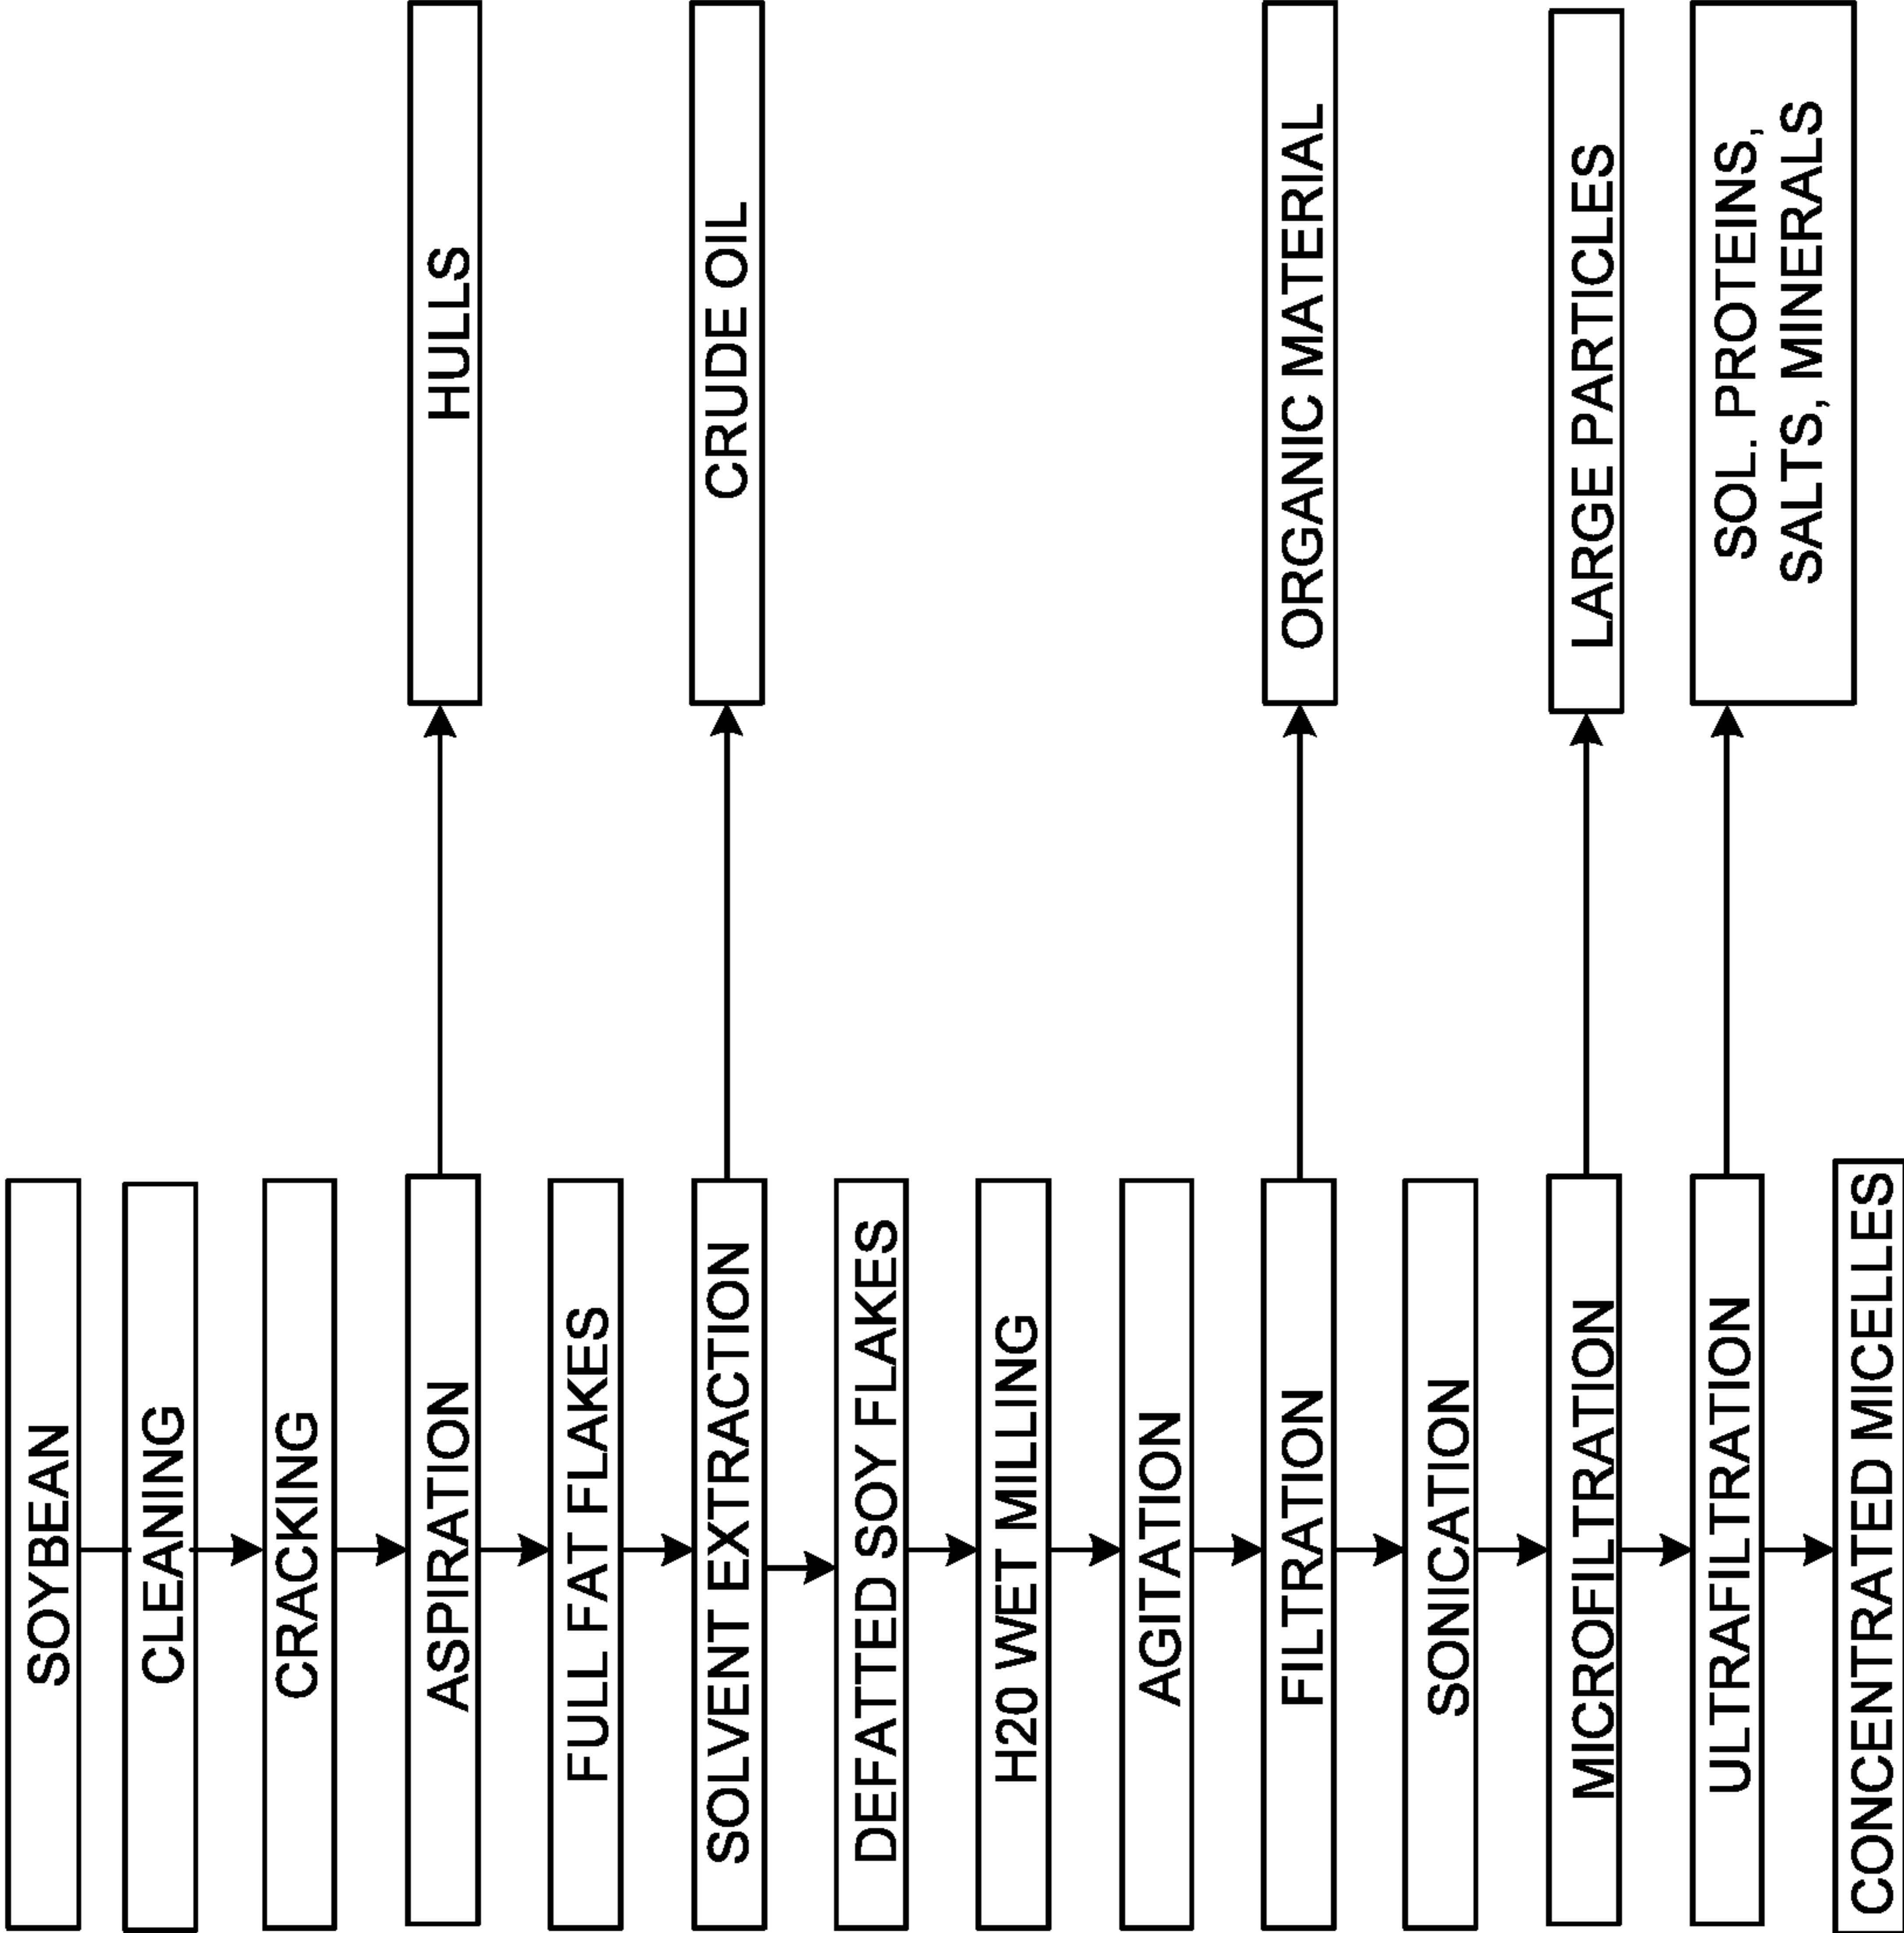 SOYBEAN
CLEANING
CRACKING
ASPIRATION
HULLS
FULL FAT FLAKES
SOLVENT EXTRACTION
CRUDE OIL
DEFATTED SOY FLAKES
H20 WET MILLING
AGITATION
FILTRATION
ORGANIC MATERIAL
SONICATION
MICROFILTRATION
LARGE PARTICLES
ULTRAFILTRATION
SOL. PROTEINS,
SALTS, MINERALS
CONCENTRATED MICELLES